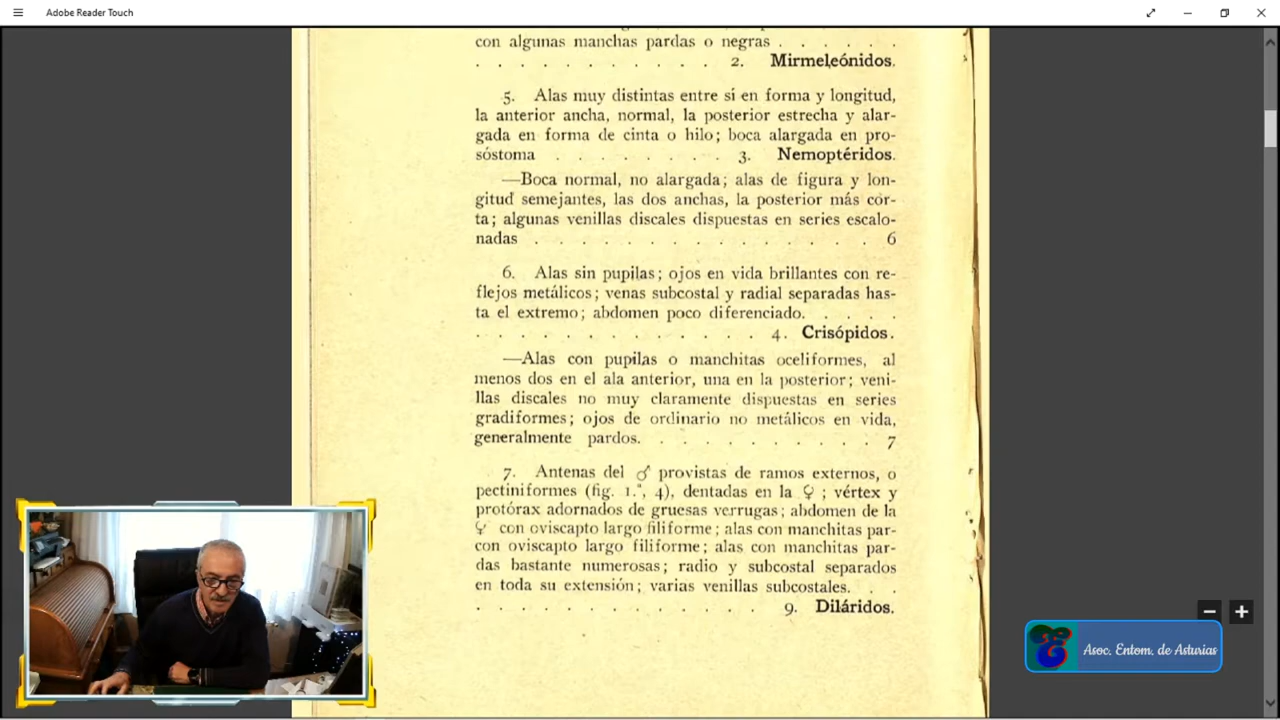 Adobe Reader Touch
con algunas manchas pardas o negras . . . . . .
. . . . . . . . . . . 2. Mirmeleónidos.
5. Alas muy distintas entre sí en forma y longitud,
la anterior ancha, normal, la posterior estrecha y alar-
gada en forma de cinta o hilo; boca alargada en pro-
sóstoma . . . . . . . . 3. Nemoptéridos.
—Boca normal, no alargada; alas de figura y lon-
gitud semejantes, las dos anchas, la posterior más cor-
ta; algunas venillas discales dispuestas en series escalo-
nadas . . . . . . . . . . . . . . . 6
6. Alas sin pupilas; ojos en vida brillantes con re-
flejos metálicos; venas subcostal y radial separadas has-
ta el extremo; abdomen poco diferenciado. . . . .
. . . . . . . . . . . . . 4. Crisópidos.
—Alas con pupilas o manchitas oceliformes, al
menos dos en el ala anterior, una en la posterior; veni-
llas discales no muy claramente dispuestas en series
gradiformes; ojos de ordinario no metálicos en vida,
generalmente pardos. . . . . . . . . . . 7
7. Antenas del ♂ provistas de ramos externos, o
pectiniformes (fig. 1.ª, 4), dentadas en la ♀; vértex y
protórax adornados de gruesas verrugas; abdomen de la
♀ con oviscapto largo filiforme; alas con manchitas par-
con oviscapto largo filiforme; alas con manchitas par-
das bastante numerosas; radio y subcostal separados
en toda su extensión; varias venillas subcostales. . .
. . . . . . . . . . . . . 9. Diláridos.
Asoc. Entom. de Asturias